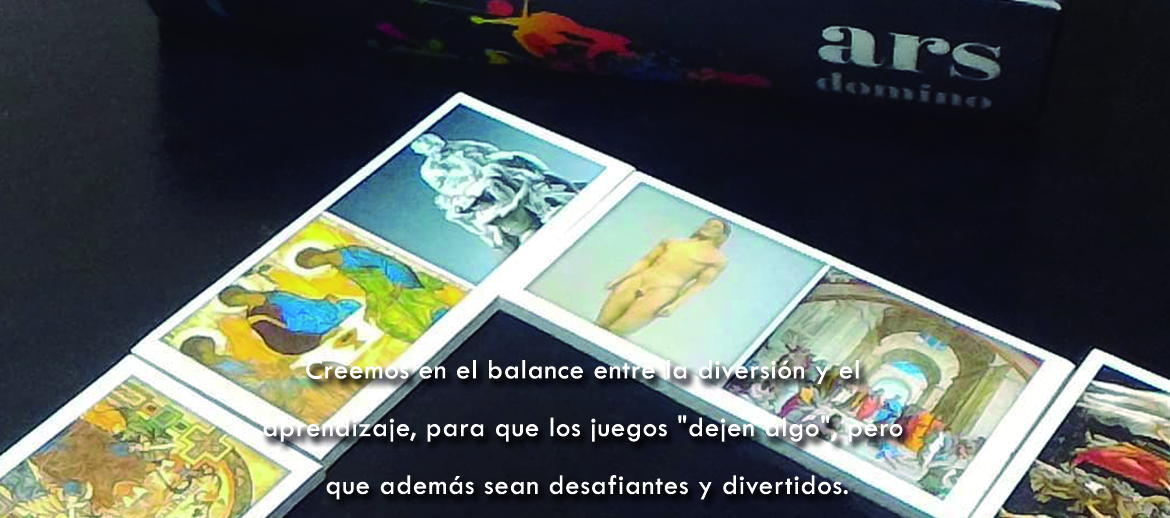 ars
domino
Creemos en el balance entre la diversión y el
aprendizaje, para que los juegos "dejen algo", pero
que además sean desafiantes y divertidos.